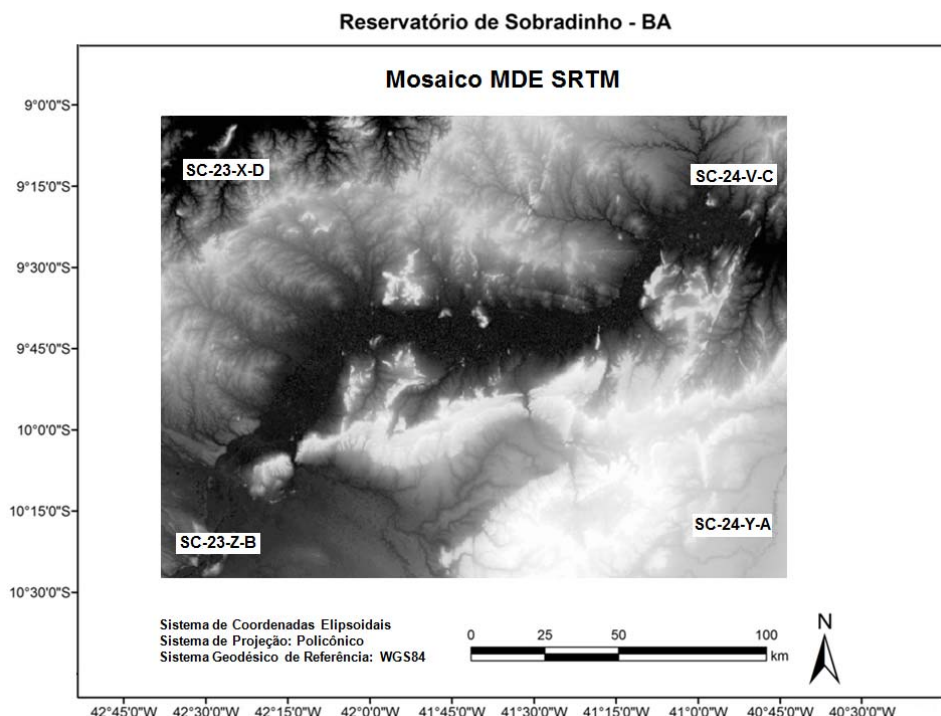 Reservatório de Sobradinho - BA
Mosaico MDE SRTM
9°0'0"S
9°15'0"S
9°30'0"S
9°45'0"S
10°0'0"S
10°15'0"S
10°30'0"S
SC-23-X-D
SC-24-V-C
SC-23-Z-B
SC-24-Y-A
Sistema de Coordenadas Elipsoidais
Sistema de Projeção: Policônico
Sistema Geodésico de Referência: WGS84
0 25 50 100
km
N
42°45'0"W 42°30'0"W 42°15'0"W 42°0'0"W 41°45'0"W 41°30'0"W 41°15'0"W 41°0'0"W 40°45'0"W 40°30'0"W